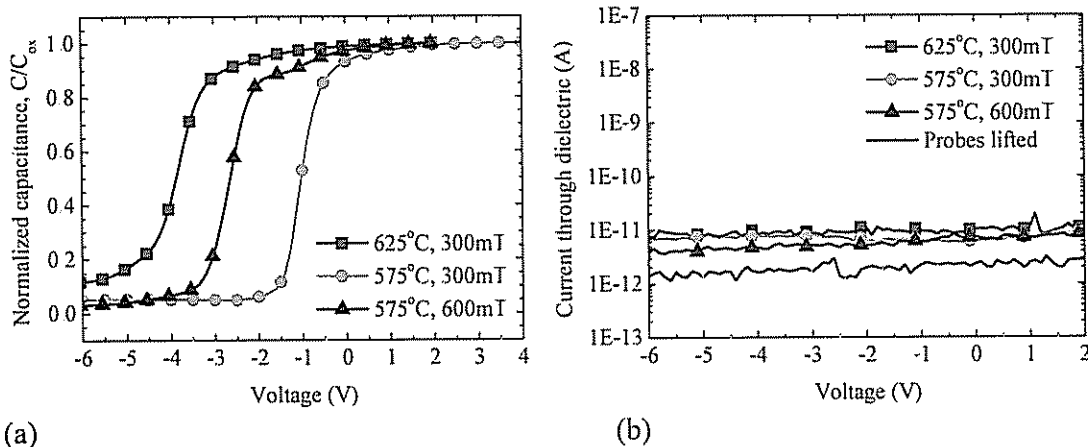 Normalized capacitance, C/Cox
1.0
0.8
0.6
0.4
0 2
0 0
-6 -5 -4 -3 -2 -1 0 1 2 3 4
Voltage (V)
625°C, 300mT
575°C, 300mT
575°C, 600mT
(a)
Current through dielectric (A)
1E-7
1E-8
1E-9
1E-10
1E-11
1E-12
1E-13
-6 -5 -4 -3 -2 -1 0 1 2
Voltage (V)
625°C, 300mT
575°C, 300mT
575°C, 600mT
Probes lifted
(b)